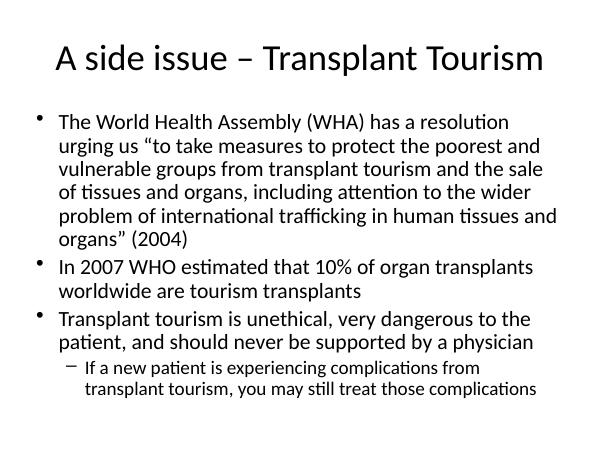 A side issue – Transplant Tourism
• The World Health Assembly (WHA) has a resolution
urging us “to take measures to protect the poorest and
vulnerable groups from transplant tourism and the sale
of tissues and organs, including attention to the wider
problem of international trafficking in human tissues and
organs” (2004)
• In 2007 WHO estimated that 10% of organ transplants
worldwide are tourism transplants
• Transplant tourism is unethical, very dangerous to the
patient, and should never be supported by a physician
– If a new patient is experiencing complications from
transplant tourism, you may still treat those complications